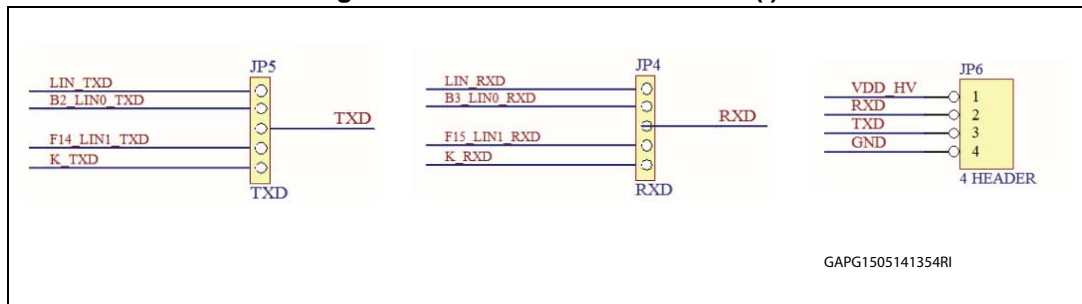 JP5
LIN_TXD
B2_LIN0_TXD
TXD
F14_LIN1_TXD
K_TXD
TXD
JP4
LIN_RXD
B3_LIN0_RXD
RXD
F15_LIN1_RXD
K_RXD
RXD
JP6
VDD_HV 1
RXD 2
TXD 3
GND 4
4 HEADER
GAPG1505141354RI